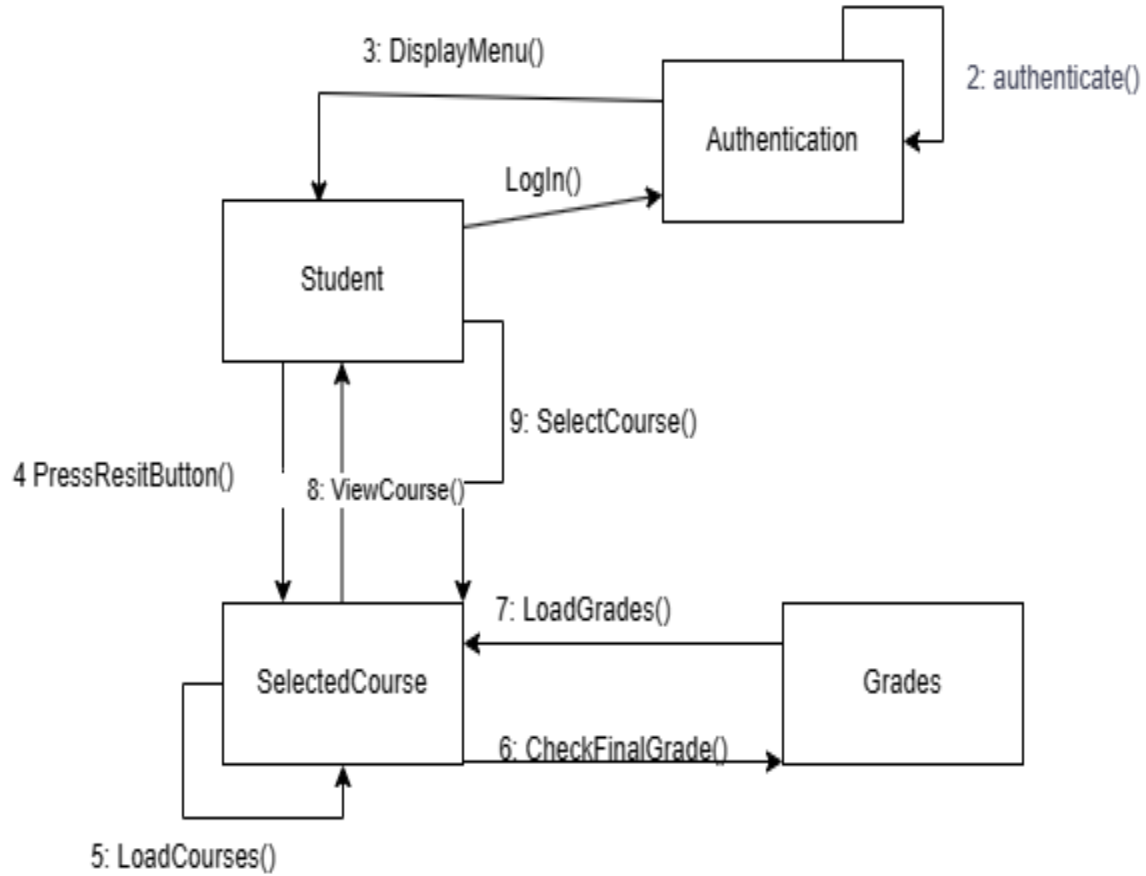 3: DisplayMenu()
2: authenticate()
Authentication
LogIn()
Student
9: SelectCourse()
4 PressResitButton()
8: ViewCourse()
7: LoadGrades()
SelectedCourse
Grades
6: CheckFinalGrade()
5: LoadCourses()